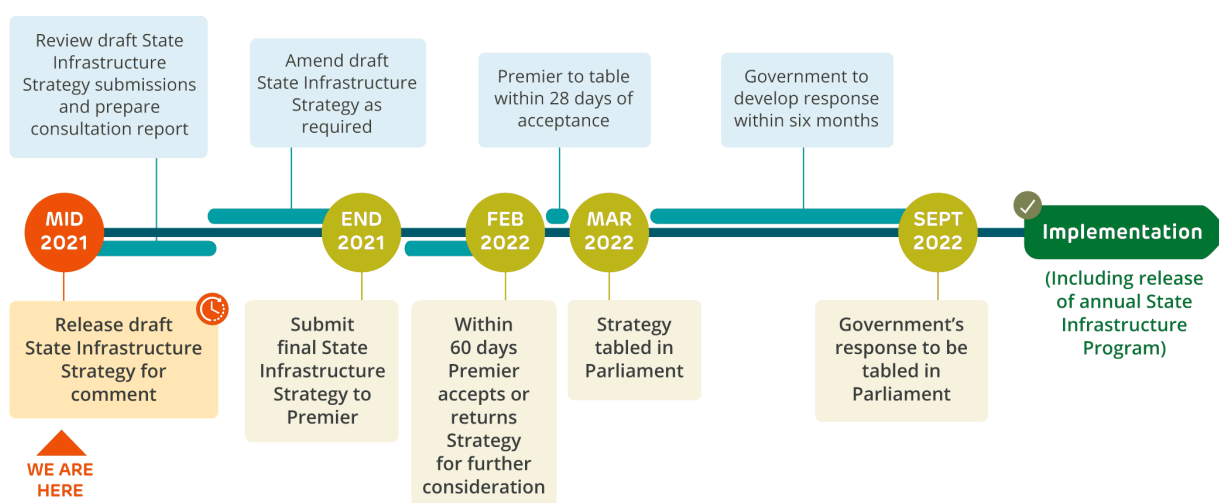 Review draft State
Infrastructure
Strategy submissions
and prepare
consultation report
Amend draft
State Infrastructure
Strategy as
required
Premier to table
within 28 days of
acceptance
Government to
develop response
within six months
MID
2021
END
2021
FEB
2022
MAR
2022
SEPT
2022
Implementation
(Including release
of annual State
Infrastructure
Program)
Release draft
State Infrastructure
Strategy for
comment
Submit
final State
Infrastructure
Strategy to
Premier
Within
60 days
Premier
accepts or
returns
Strategy
for further
consideration
Strategy
tabled in
Parliament
Government’s
response to be
tabled in
Parliament
WE ARE
HERE